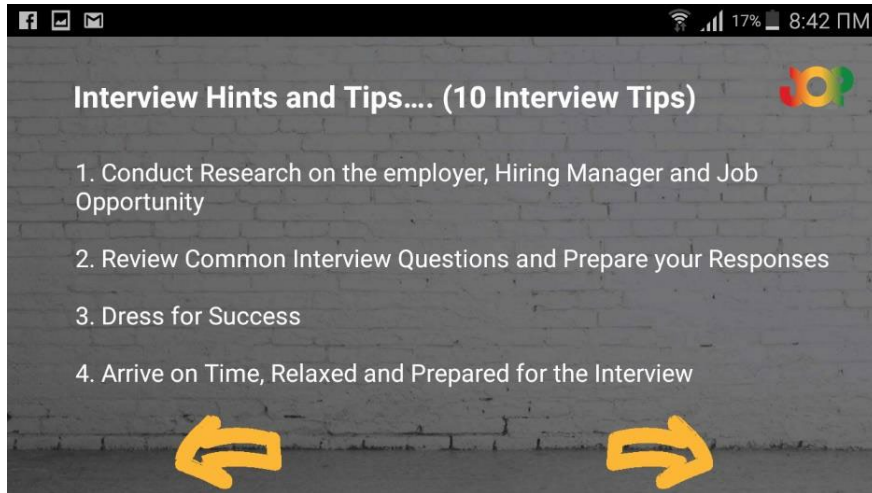 17% 8:42 ΠΜ
Interview Hints and Tips.... (10 Interview Tips)
JOP
1. Conduct Research on the employer, Hiring Manager and Job
Opportunity
2. Review Common Interview Questions and Prepare your Responses
3. Dress for Success
4. Arrive on Time, Relaxed and Prepared for the Interview